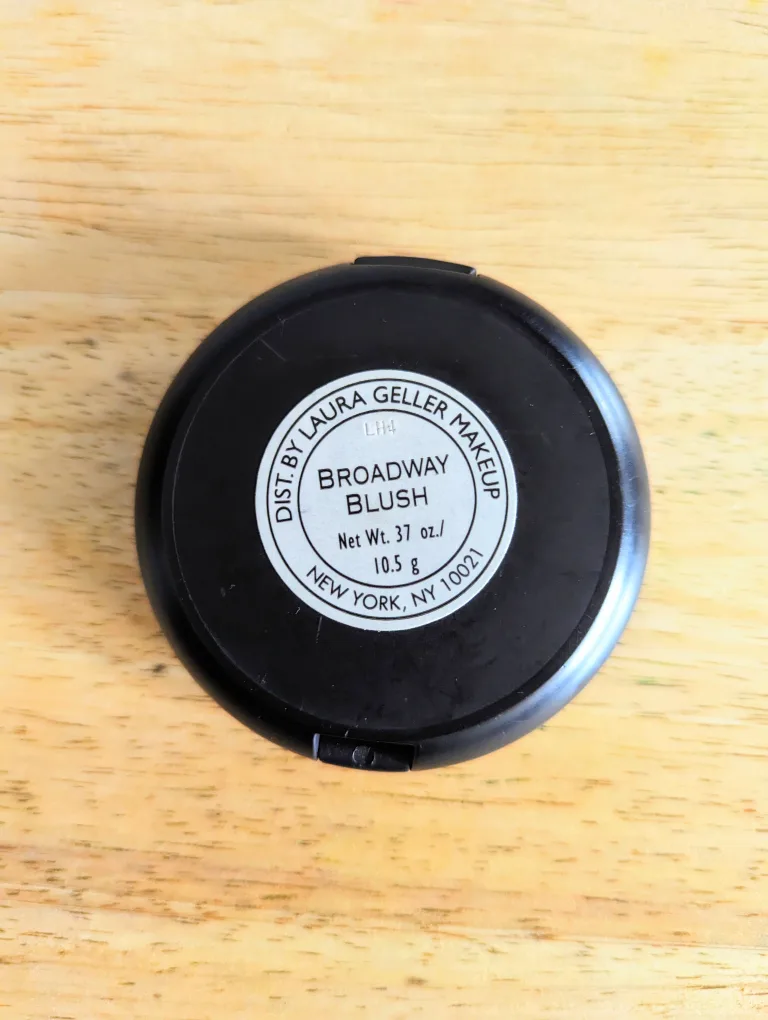 DIST. BY LAURA GELLER MAKEUP
LH4
BROADWAY
BLUSH
Net Wt. 37 oz./
10.5 g
NEW YORK, NY 10021